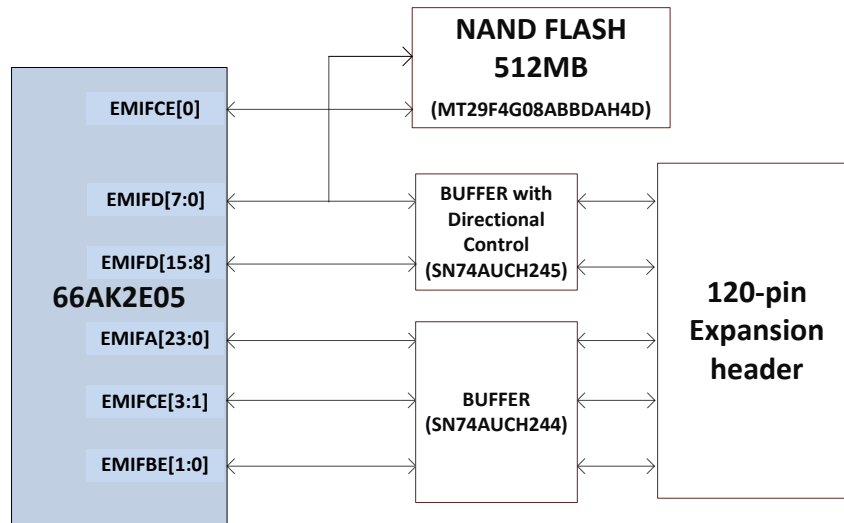 NAND FLASH
512MB
(MT29F4G08ABBDAH4D)
EMIFCE[0]
EMIFD[7:0]
EMIFD[15:8]
66AK2E05
EMIFA[23:0]
EMIFCE[3:1]
EMIFBE[1:0]
BUFFER with
Directional
Control
(SN74AUCH245)
BUFFER
(SN74AUCH244)
120-pin
Expansion
header